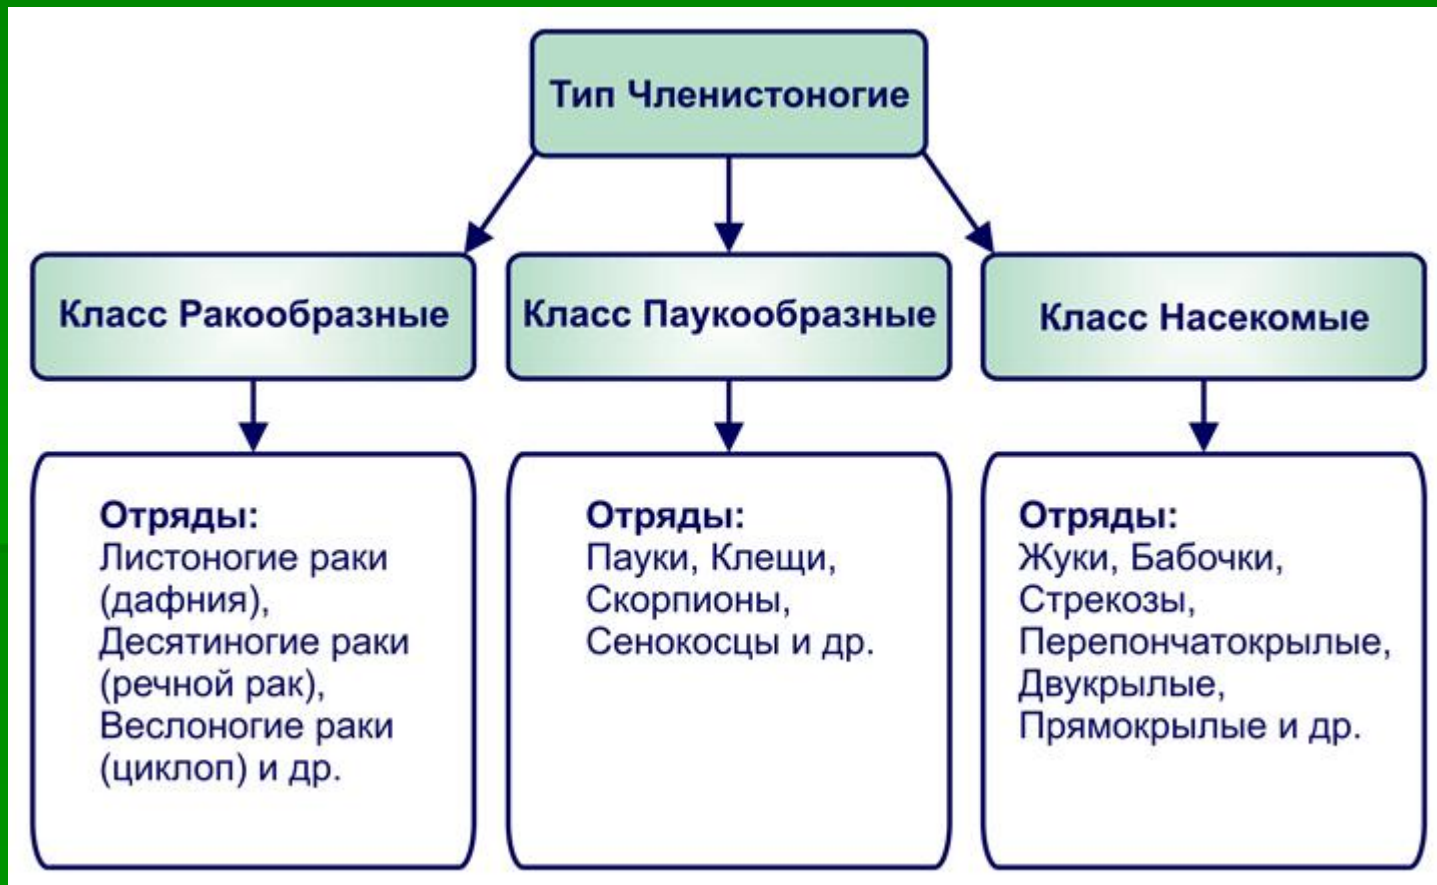 Тип Членистоногие
Класс Ракообразные
Класс Паукообразные
Класс Насекомые
Отряды:
Листоногие раки
(дафния),
Десятиногие раки
(речной рак),
Веслоногие раки
(циклоп) и др.
Отряды:
Пауки, Клещи,
Скорпионы,
Сенокосцы и др.
Отряды:
Жуки, Бабочки,
Стрекозы,
Перепончатокрылые,
Двукрылые,
Прямокрылые и др.